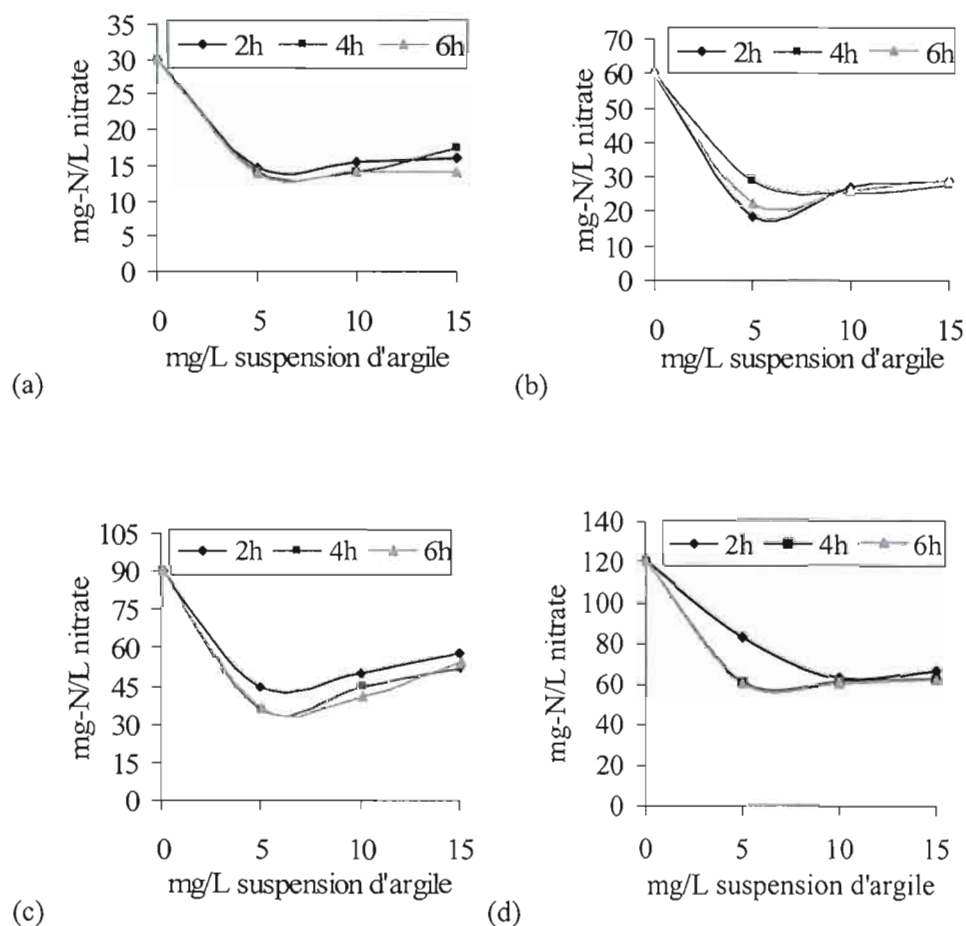 2h 4h 6h
35
30
25
20
15
10
5
0
mg-N/L nitrate
0 5 10 15
mg/L suspension d'argile
(a)
2h 4h 6h
70
60
50
40
30
20
10
0
mg-N/L nitrate
0 5 10 15
mg/L suspension d'argile
(b)
2h 4h 6h
105
90
75
60
45
30
15
0
mg-N/L nitrate
0 5 10 15
mg/L suspension d'argile
(c)
2h 4h 6h
140
120
100
80
60
40
20
0
mg-N/L nitrate
0 5 10 15
mg/L suspension d'argile
(d)